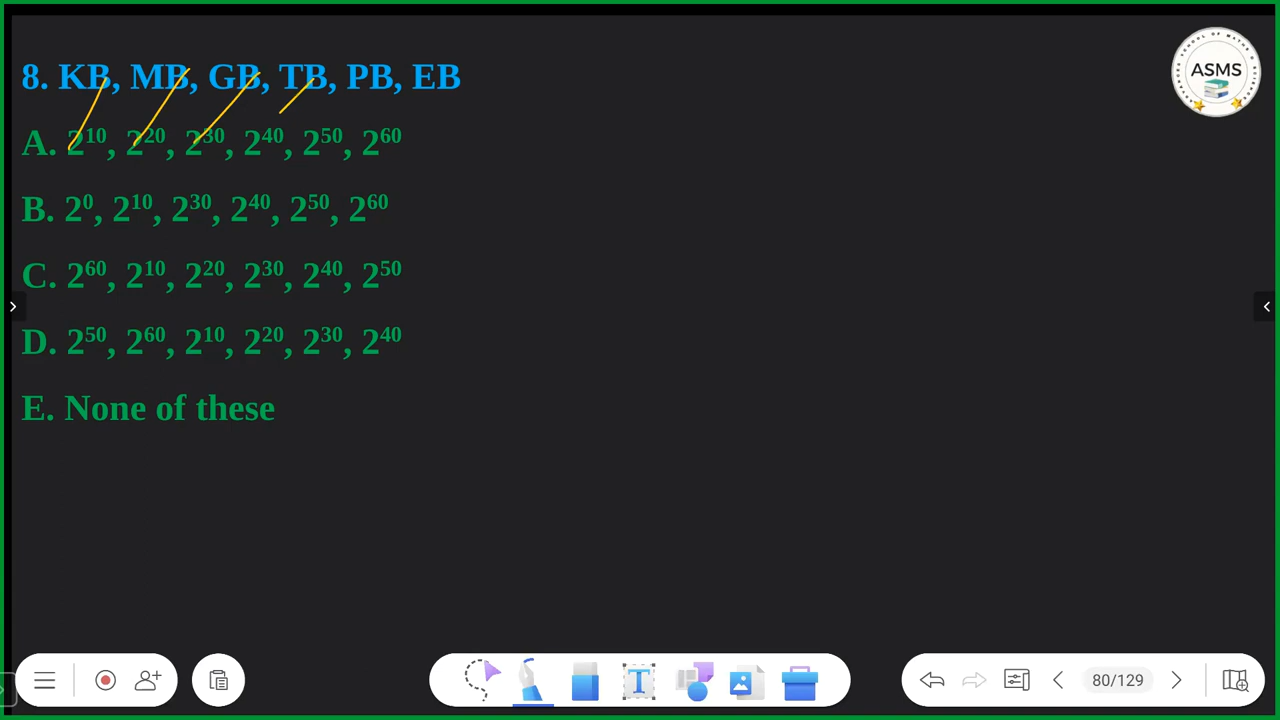 8. KB, MB, GB, TB, PB, EB
A. 2¹⁰, 2²⁰, 2³⁰, 2⁴⁰, 2⁵⁰, 2⁶⁰
B. 2⁰, 2¹⁰, 2³⁰, 2⁴⁰, 2⁵⁰, 2⁶⁰
C. 2⁶⁰, 2¹⁰, 2²⁰, 2³⁰, 2⁴⁰, 2⁵⁰
D. 2⁵⁰, 2⁶⁰, 2¹⁰, 2²⁰, 2³⁰, 2⁴⁰
E. None of these
ASMS
80/129